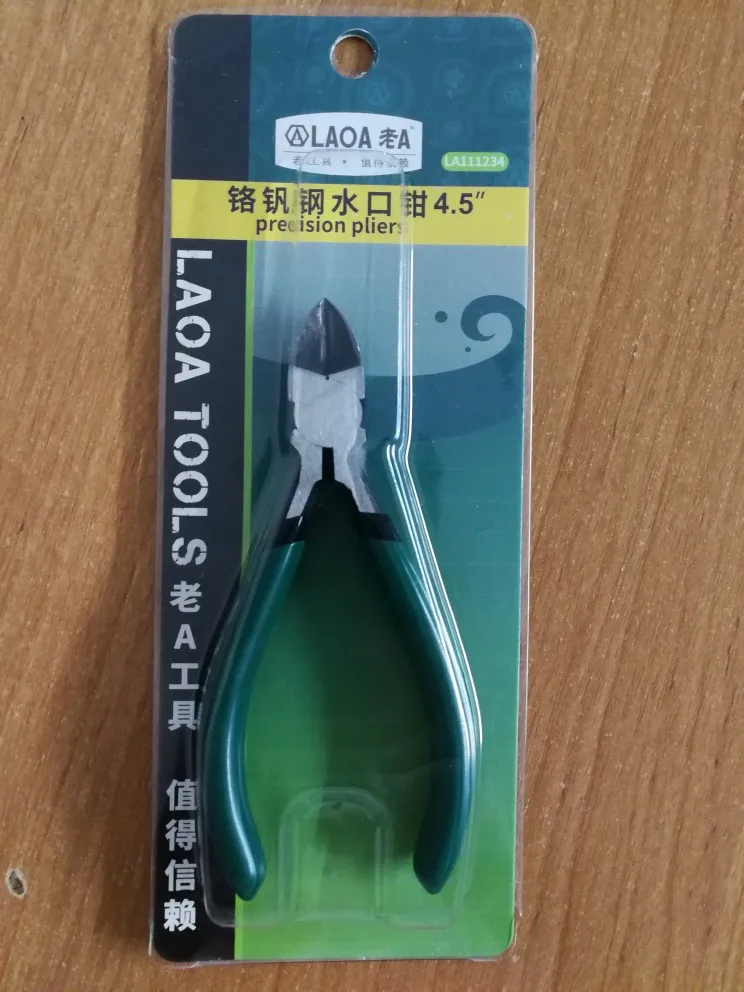 LAOA 老A
老A工具 · 值得信赖
LA111234
铬钒钢水口钳4.5"
precision pliers
LAOA TOOLS 老A工具 值得信赖